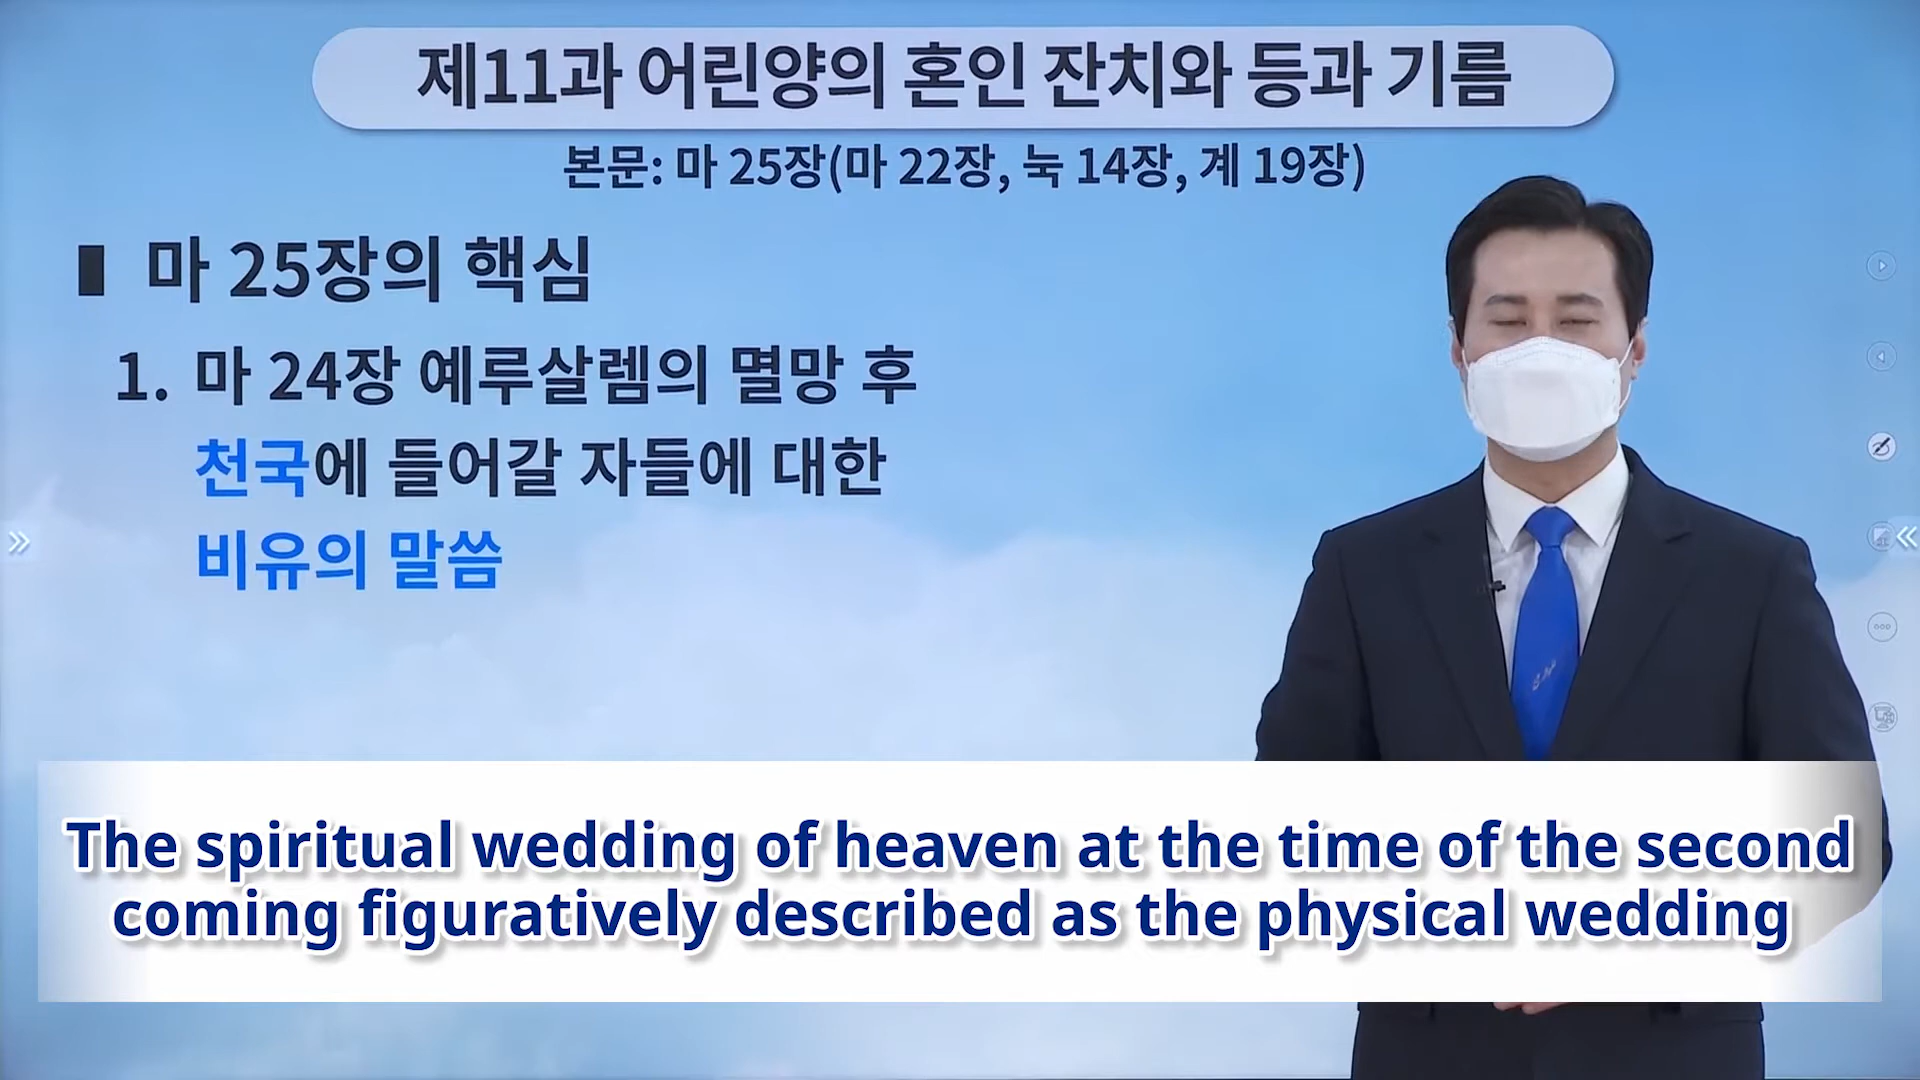 제11과 어린양의 혼인 잔치와 등과 기름
본문: 마 25장(마 22장, 눅 14장, 계 19장)
▮ 마 25장의 핵심
1. 마 24장 예루살렘의 멸망 후
천국에 들어갈 자들에 대한
비유의 말씀
The spiritual wedding of heaven at the time of the second
coming figuratively described as the physical wedding